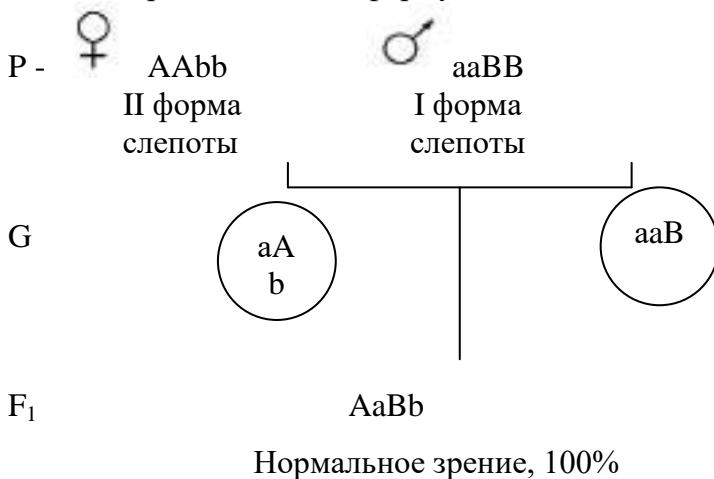 P - AAbb aaBB
II форма I форма
слепоты слепоты
G
aA aaB
b
F₁ AaBb
Нормальное зрение, 100%